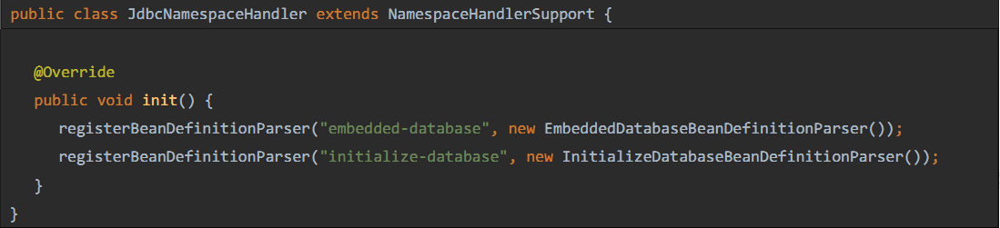 public class JdbcNamespaceHandler extends NamespaceHandlerSupport {
@Override
public void init() {
registerBeanDefinitionParser("embedded-database", new EmbeddedDatabaseBeanDefinitionParser());
registerBeanDefinitionParser("initialize-database", new InitializeDatabaseBeanDefinitionParser());
}
}